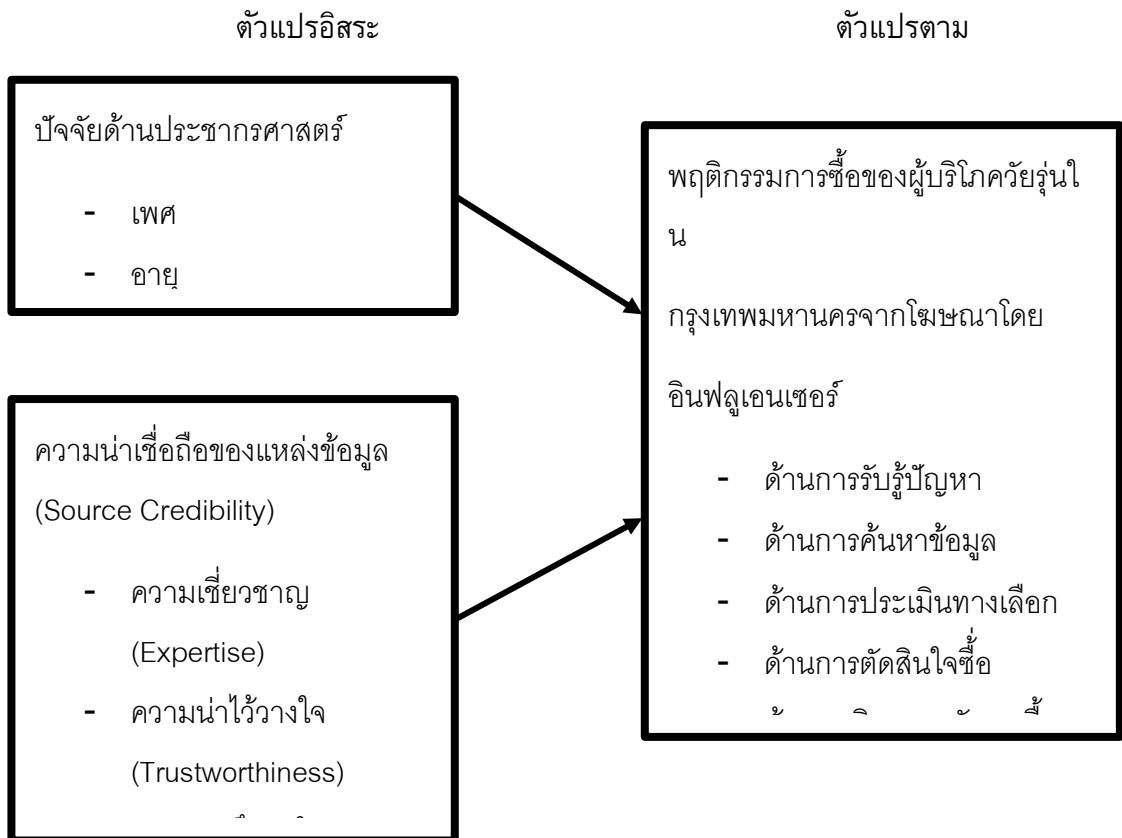 ตัวแปรอิสระ
ตัวแปรตาม
ปัจจัยด้านประชากรศาสตร์
- เพศ
- อายุ
ความน่าเชื่อถือของแหล่งข้อมูล
(Source Credibility)
- ความเชี่ยวชาญ
(Expertise)
- ความน่าไว้วางใจ
(Trustworthiness)
พฤติกรรมการซื้อของผู้บริโภควัยรุ่นใ
น
กรุงเทพมหานครจากโฆษณาโดย
อินฟลูเอนเซอร์
- ด้านการรับรู้ปัญหา
- ด้านการค้นหาข้อมูล
- ด้านการประเมินทางเลือก
- ด้านการตัดสินใจซื้้อ